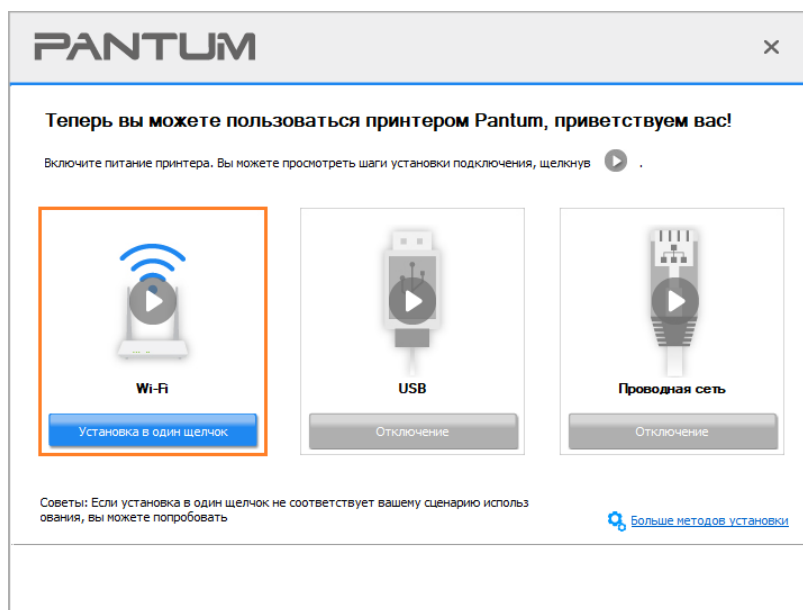 PANTUM
Теперь вы можете пользоваться принтером Pantum, приветствуем вас!
Включите питание принтера. Вы можете просмотреть шаги установки подключения, щелкнув .
Wi-Fi
Установка в один щелчок
USB
Отключение
Проводная сеть
Отключение
Советы: Если установка в один щелчок не соответствует вашему сценарию использ
ования, вы можете попробовать
Больше методов установки